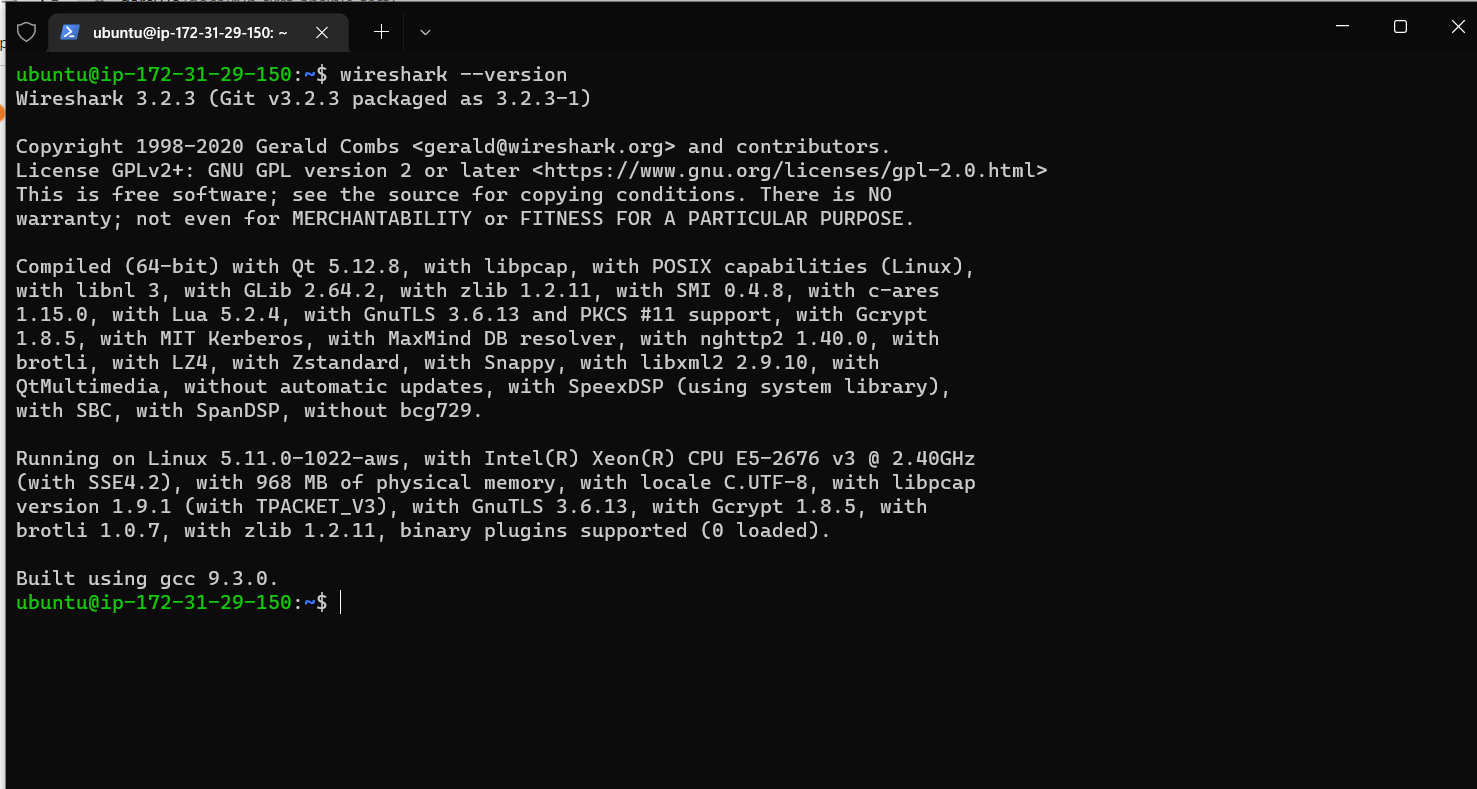 ubuntu@ip-172-31-29-150: ~
ubuntu@ip-172-31-29-150:~$ wireshark --version
Wireshark 3.2.3 (Git v3.2.3 packaged as 3.2.3-1)
Copyright 1998-2020 Gerald Combs <gerald@wireshark.org> and contributors.
License GPLv2+: GNU GPL version 2 or later <https://www.gnu.org/licenses/gpl-2.0.html>
This is free software; see the source for copying conditions. There is NO
warranty; not even for MERCHANTABILITY or FITNESS FOR A PARTICULAR PURPOSE.
Compiled (64-bit) with Qt 5.12.8, with libpcap, with POSIX capabilities (Linux),
with libnl 3, with GLib 2.64.2, with zlib 1.2.11, with SMI 0.4.8, with c-ares
1.15.0, with Lua 5.2.4, with GnuTLS 3.6.13 and PKCS #11 support, with Gcrypt
1.8.5, with MIT Kerberos, with MaxMind DB resolver, with nghttp2 1.40.0, with
brotli, with LZ4, with Zstandard, with Snappy, with libxml2 2.9.10, with
QtMultimedia, without automatic updates, with SpeexDSP (using system library),
with SBC, with SpanDSP, without bcg729.
Running on Linux 5.11.0-1022-aws, with Intel(R) Xeon(R) CPU E5-2676 v3 @ 2.40GHz
(with SSE4.2), with 968 MB of physical memory, with locale C.UTF-8, with libpcap
version 1.9.1 (with TPACKET_V3), with GnuTLS 3.6.13, with Gcrypt 1.8.5, with
brotli 1.0.7, with zlib 1.2.11, binary plugins supported (0 loaded).
Built using gcc 9.3.0.
ubuntu@ip-172-31-29-150:~$